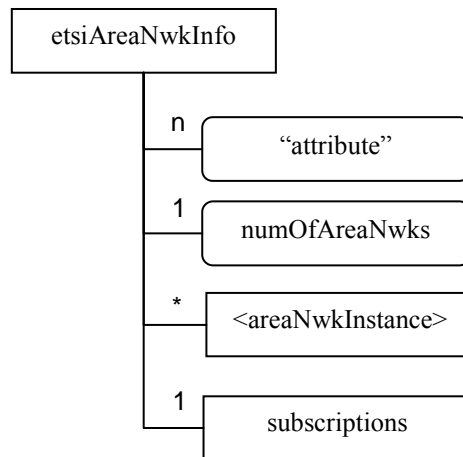 etsiAreaNwkInfo
n
“attribute”
1
numOfAreaNwks
*
<areaNwkInstance>
1
subscriptions